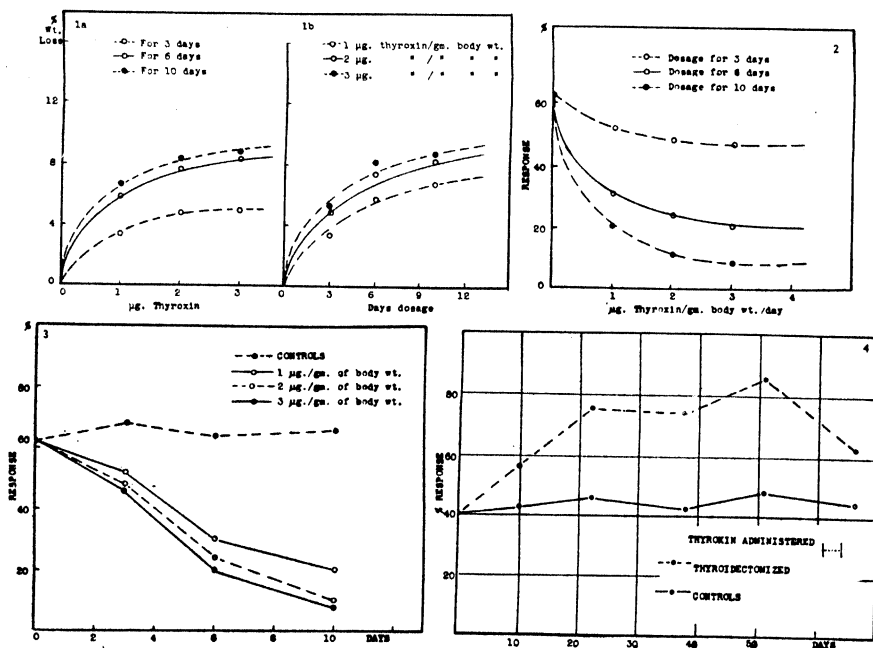 %
Wt.
Loss
1a
--o-- For 3 days
—o— For 6 days
--●-- For 10 days
16
12
8
4
0
0 1 2 3
µg. Thyroxin
1b
--o-- 1 µg. thyroxin/gm. body wt.
—o— 2 µg. " / " " "
--●-- 3 µg. " / " " "
0 3 6 9 12
Days dosage
%
2
Dosage for 3 days
Dosage for 6 days
Dosage for 10 days
RESPONSE
60
40
20
0
1 2 3 4
µg. Thyroxin/gm. body wt./day
%
3
CONTROLS
1 µg./gm. of body wt.
2 µg./gm. of body wt.
3 µg./gm. of body wt.
RESPONSE
80
60
40
20
0 2 4 6 8 10 DAYS
4
% RESPONSE
80
60
40
20
THYROXIN ADMINISTERED
THYROIDECTOMIZED
CONTROLS
10 20 30 40 50 DAYS